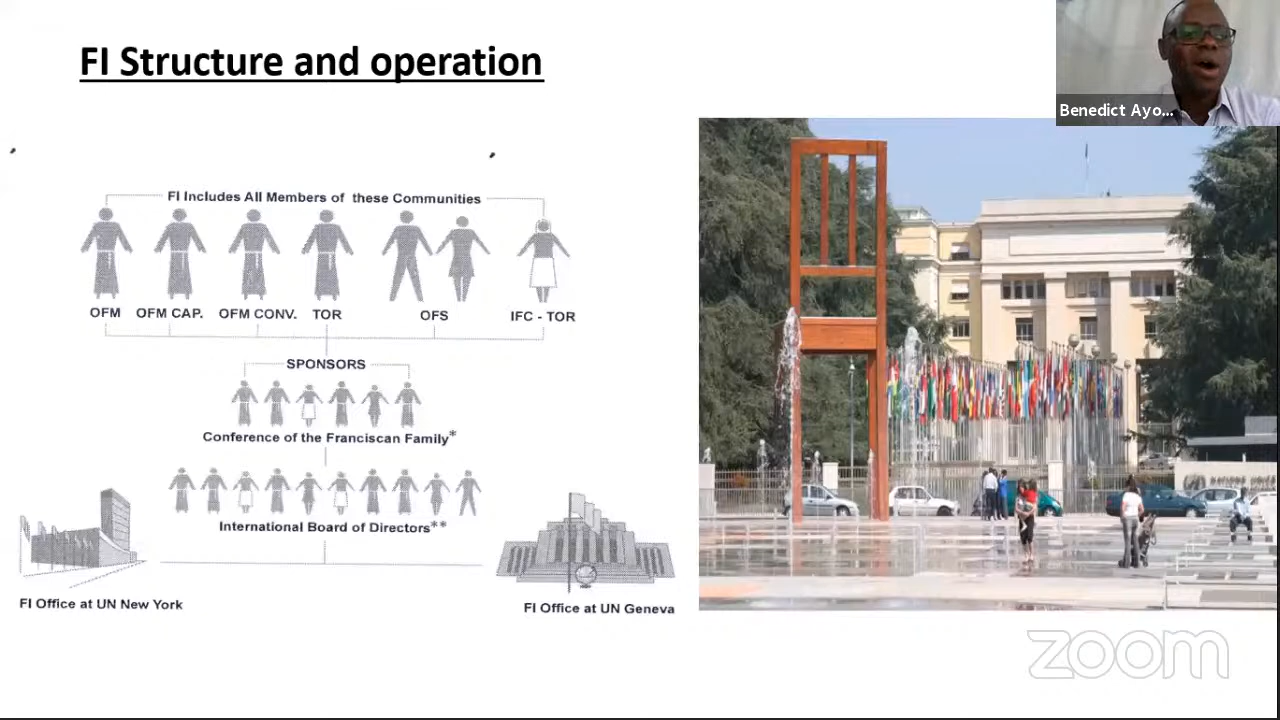 FI Structure and operation
Benedict Ayo...
FI Includes All Members of these Communities
OFM OFM CAP. OFM CONV. TOR OFS IFC - TOR
SPONSORS
Conference of the Franciscan Family*
International Board of Directors**
FI Office at UN New York
FI Office at UN Geneva
zoom